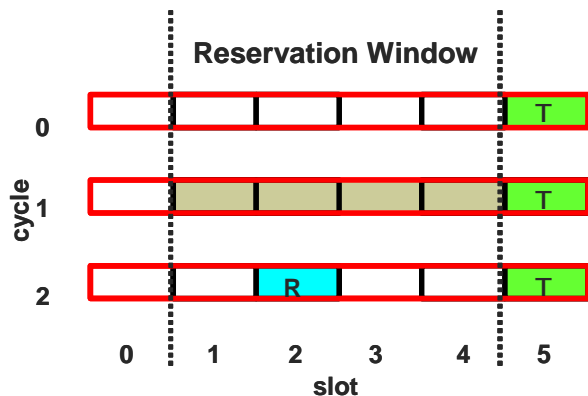 Reservation Window
0 T
cycle
1 T
2 R T
0 1 2 3 4 5
slot